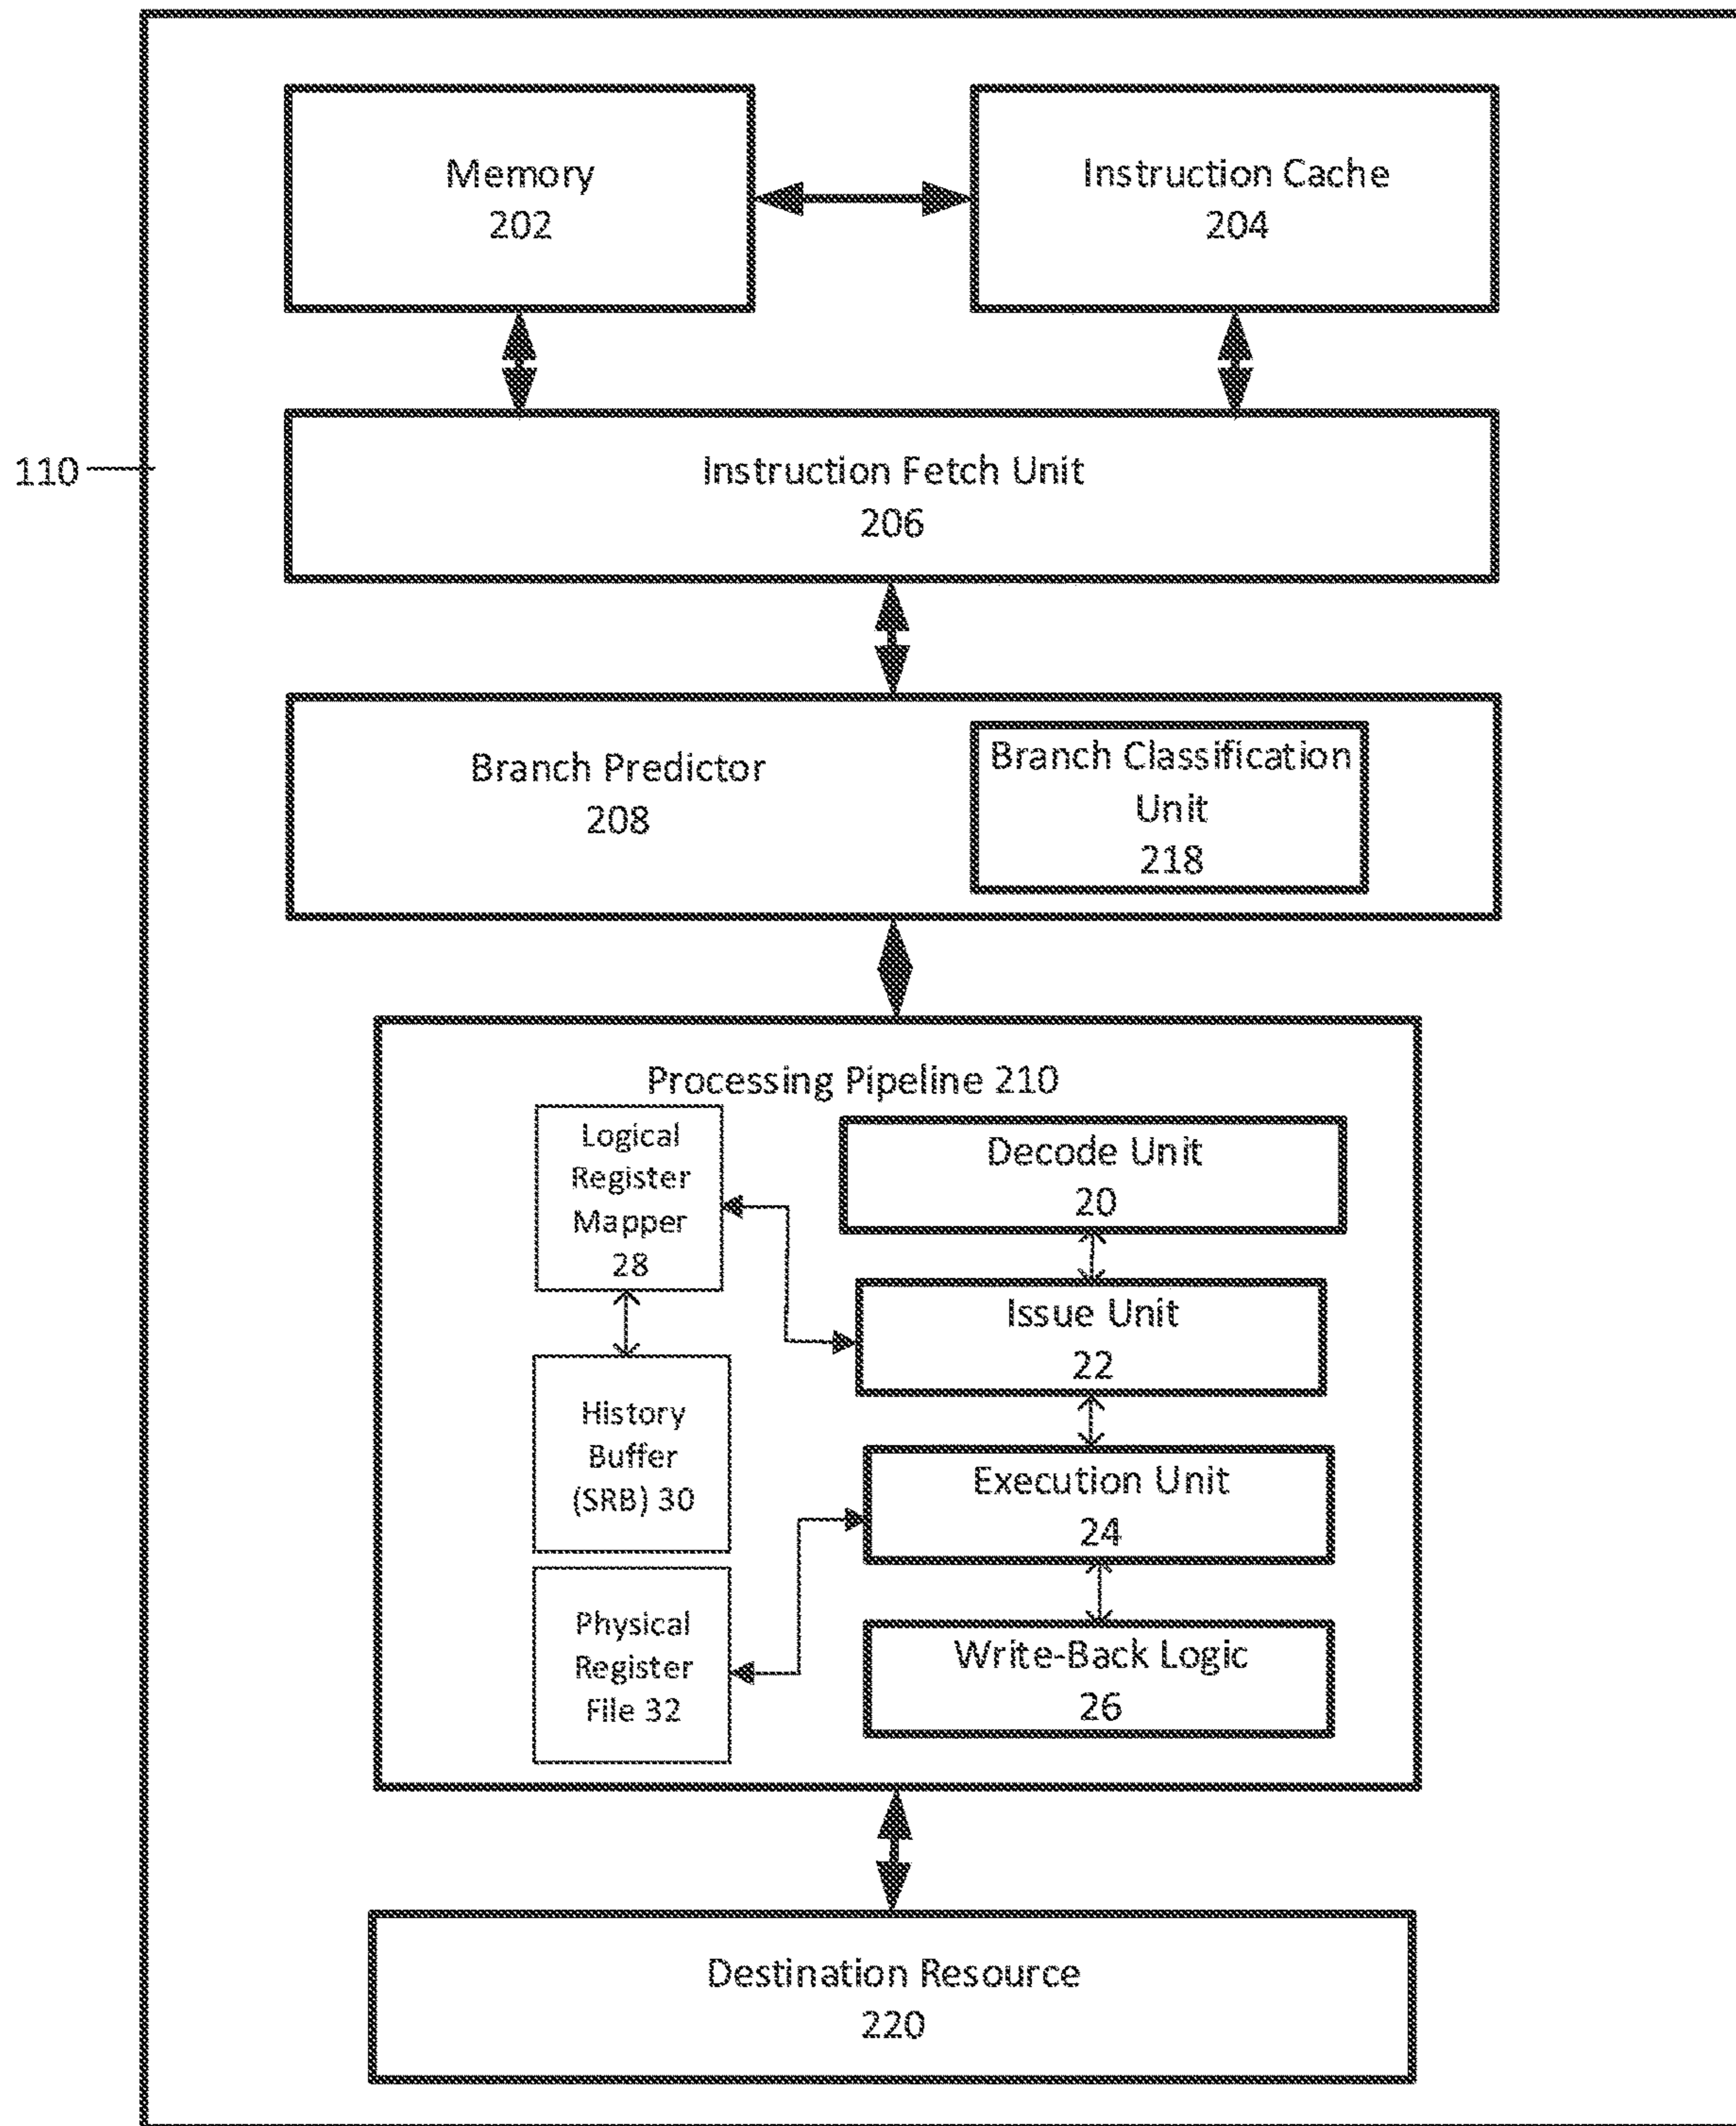 Memory
202
Instruction Cache
204
110
Instruction Fetch Unit
206
Branch Predictor
208
Branch Classification
Unit
218
Processing Pipeline 210
Logical
Register
Mapper
28
Decode Unit
20
Issue Unit
22
History
Buffer
(SRB) 30
Execution Unit
24
Physical
Register
File 32
Write-Back Logic
26
Destination Resource
220